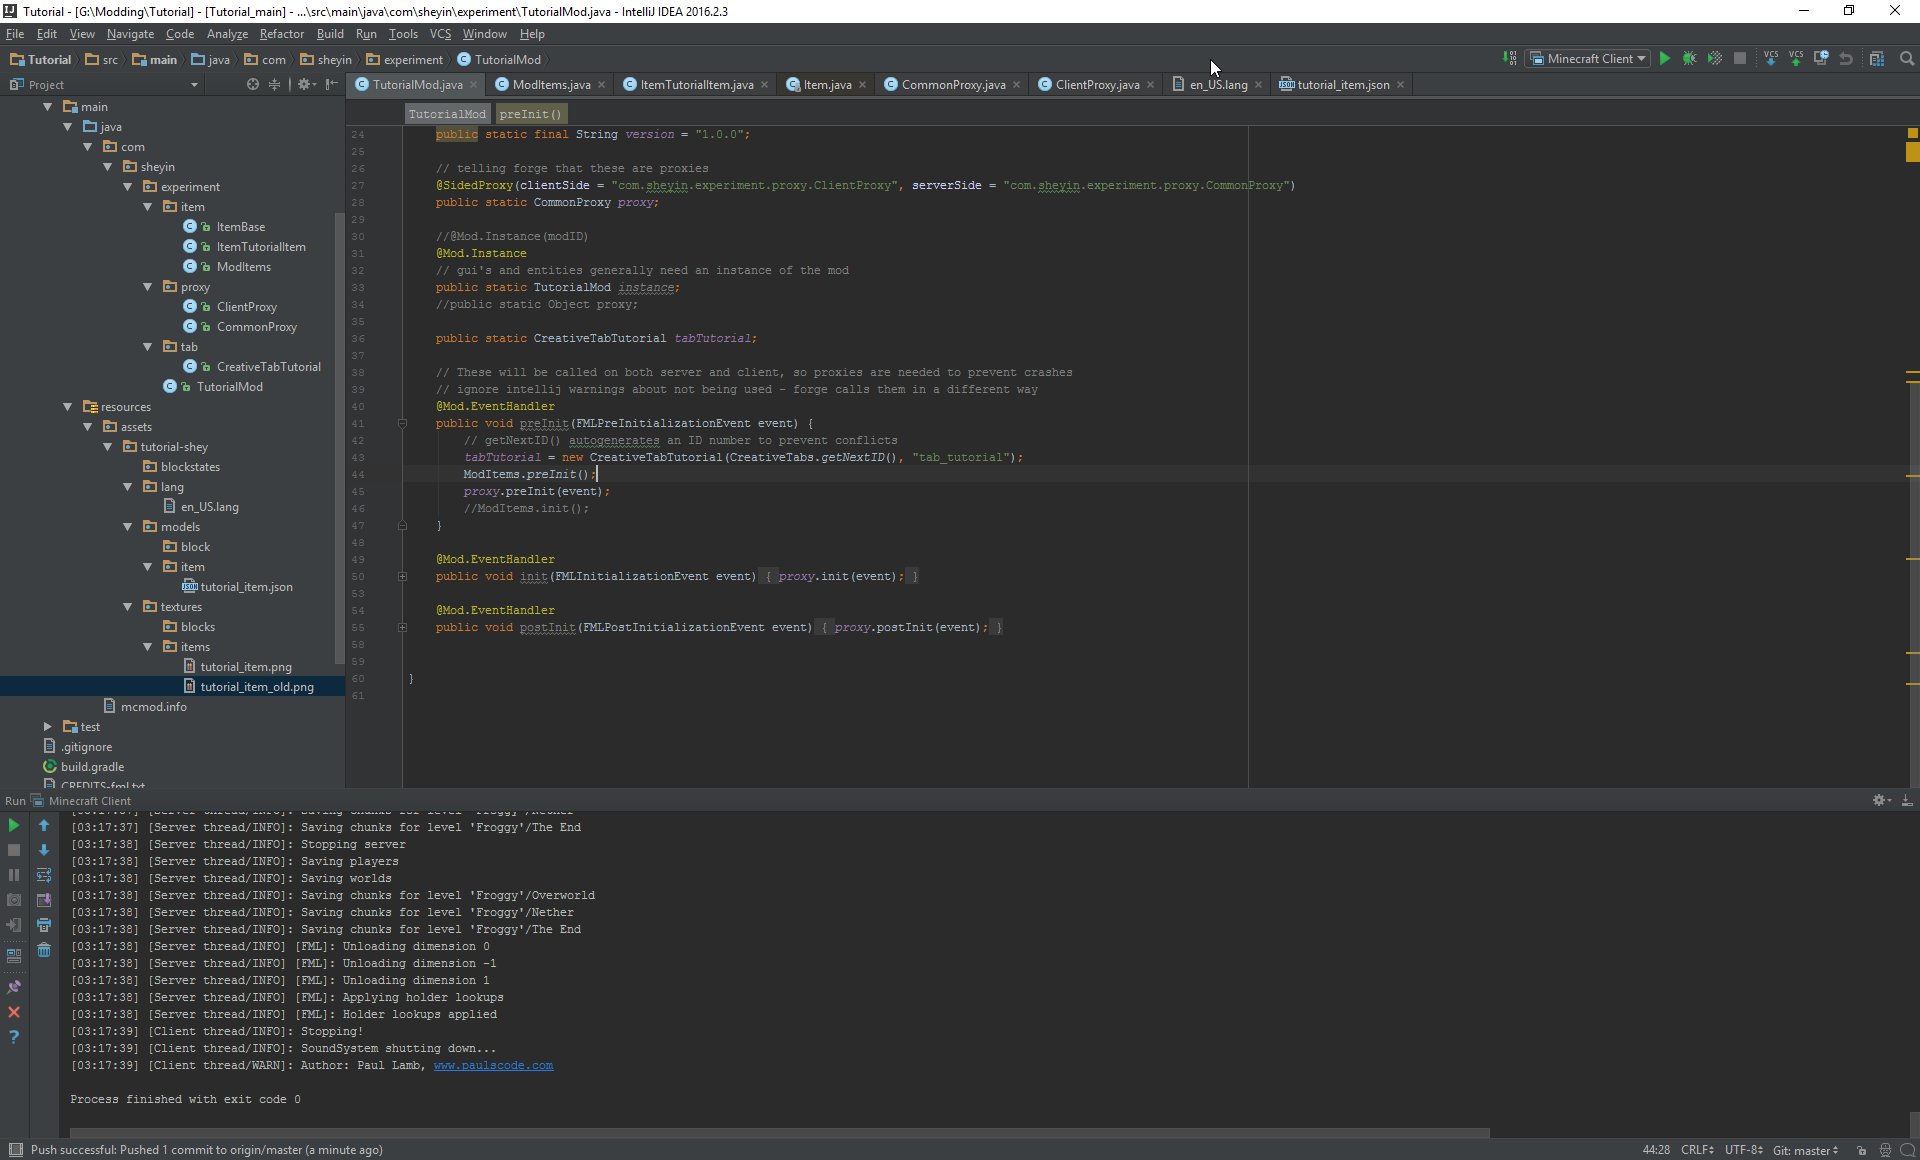 Tutorial - [G:\Modding\Tutorial] - [Tutorial_main] - ...\src\main\java\com\sheyin\experiment\TutorialMod.java - IntelliJ IDEA 2016.2.3
File Edit View Navigate Code Analyze Refactor Build Run Tools VCS Window Help
Tutorial src main java com sheyin experiment TutorialMod
Minecraft Client
VCS VCS
Project
TutorialMod.java ModItems.java ItemTutorialItem.java Item.java CommonProxy.java ClientProxy.java en_US.lang tutorial_item.json
TutorialMod preInit()
main
java
com
sheyin
experiment
item
ItemBase
ItemTutorialItem
ModItems
proxy
ClientProxy
CommonProxy
tab
CreativeTabTutorial
TutorialMod
resources
assets
tutorial-shey
blockstates
lang
en_US.lang
models
block
item
tutorial_item.json
textures
blocks
items
tutorial_item.png
tutorial_item_old.png
mcmod.info
test
.gitignore
build.gradle
CREDITS-fml.txt
24 public static final String version = "1.0.0";
25
26 // telling forge that these are proxies
27 @SidedProxy(clientSide = "com.sheyin.experiment.proxy.ClientProxy", serverSide = "com.sheyin.experiment.proxy.CommonProxy")
28 public static CommonProxy proxy;
29
30 //@Mod.Instance(modID)
31 @Mod.Instance
32 // gui's and entities generally need an instance of the mod
33 public static TutorialMod instance;
34 //public static Object proxy;
35
36 public static CreativeTabTutorial tabTutorial;
37
38 // These will be called on both server and client, so proxies are needed to prevent crashes
39 // ignore intellij warnings about not being used - forge calls them in a different way
40 @Mod.EventHandler
41 public void preInit(FMLPreInitializationEvent event) {
42 // getNextID() autogenerates an ID number to prevent conflicts
43 tabTutorial = new CreativeTabTutorial(CreativeTabs.getNextID(), "tab_tutorial");
44 ModItems.preInit();
45 proxy.preInit(event);
46 //ModItems.init();
47 }
48
49 @Mod.EventHandler
50 public void init(FMLInitializationEvent event) { proxy.init(event); }
53
54 @Mod.EventHandler
55 public void postInit(FMLPostInitializationEvent event) { proxy.postInit(event); }
58
59
60 }
61
Run Minecraft Client
[03:17:37] [Server thread/INFO]: Saving chunks for level 'Froggy'/Nether
[03:17:37] [Server thread/INFO]: Saving chunks for level 'Froggy'/The End
[03:17:38] [Server thread/INFO]: Stopping server
[03:17:38] [Server thread/INFO]: Saving players
[03:17:38] [Server thread/INFO]: Saving worlds
[03:17:38] [Server thread/INFO]: Saving chunks for level 'Froggy'/Overworld
[03:17:38] [Server thread/INFO]: Saving chunks for level 'Froggy'/Nether
[03:17:38] [Server thread/INFO]: Saving chunks for level 'Froggy'/The End
[03:17:38] [Server thread/INFO] [FML]: Unloading dimension 0
[03:17:38] [Server thread/INFO] [FML]: Unloading dimension -1
[03:17:38] [Server thread/INFO] [FML]: Unloading dimension 1
[03:17:38] [Server thread/INFO] [FML]: Applying holder lookups
[03:17:38] [Server thread/INFO] [FML]: Holder lookups applied
[03:17:39] [Client thread/INFO]: Stopping!
[03:17:39] [Client thread/INFO]: SoundSystem shutting down...
[03:17:39] [Client thread/WARN]: Author: Paul Lamb, www.paulscode.com
Process finished with exit code 0
Push successful: Pushed 1 commit to origin/master (a minute ago)
44:28 CRLF UTF-8 Git: master